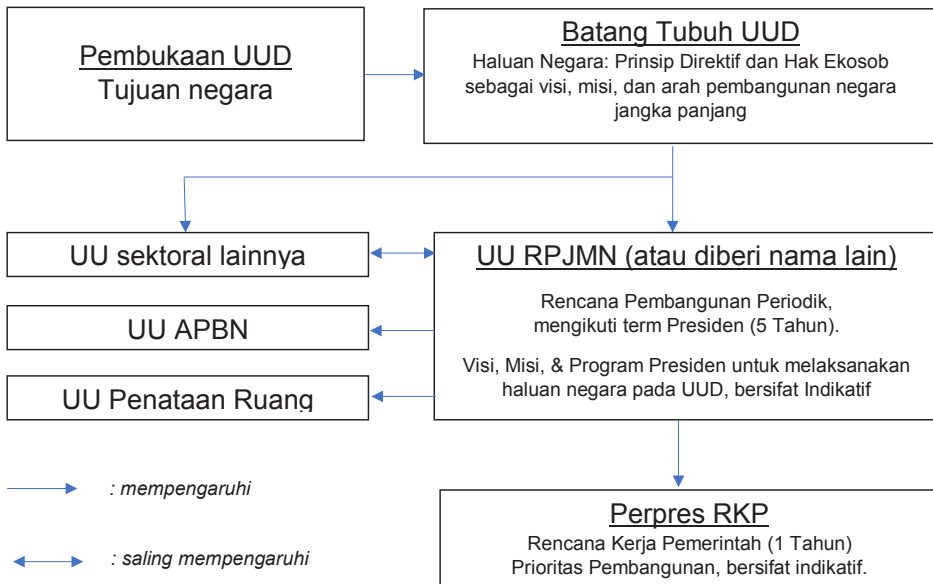 Pembukaan UUD
Tujuan negara
Batang Tubuh UUD
Haluan Negara: Prinsip Direktif dan Hak Ekosob
sebagai visi, misi, dan arah pembangunan negara
jangka panjang
UU sektoral lainnya
UU APBN
UU Penataan Ruang
UU RPJMN (atau diberi nama lain)
Rencana Pembangunan Periodik,
mengikuti term Presiden (5 Tahun).
Visi, Misi, & Program Presiden untuk melaksanakan
haluan negara pada UUD, bersifat Indikatif
: mempengaruhi
: saling mempengaruhi
Perpres RKP
Rencana Kerja Pemerintah (1 Tahun)
Prioritas Pembangunan, bersifat indikatif.